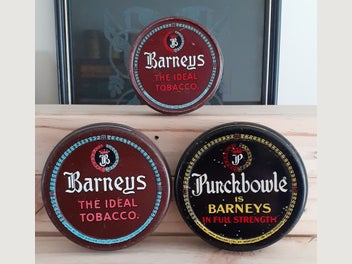 B
Barneys
THE IDEAL
TOBACCO.
B
Barneys
THE IDEAL
TOBACCO.
P
Punchbowle
IS
BARNEYS
IN FULL STRENGTH